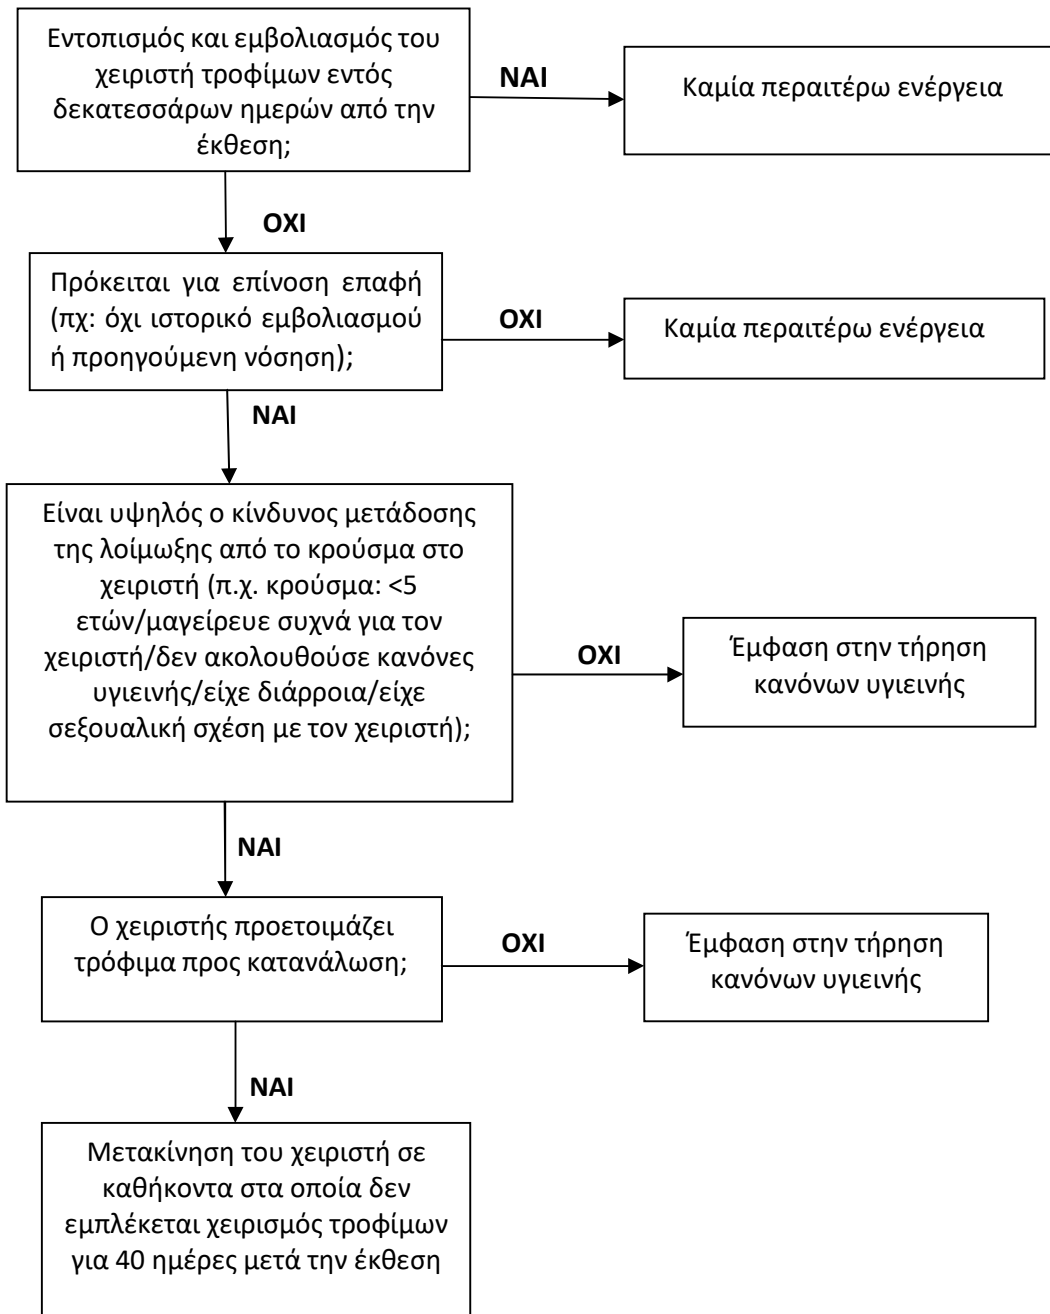 Εντοπισμός και εμβολιασμός του
χειριστή τροφίμων εντός
δεκατεσσάρων ημερών από την
έκθεση;
ΝΑΙ
Καμία περαιτέρω ενέργεια
ΟΧΙ
Πρόκειται για επίνοση επαφή
(πχ: όχι ιστορικό εμβολιασμού
ή προηγούμενη νόσηση);
ΟΧΙ
Καμία περαιτέρω ενέργεια
ΝΑΙ
Είναι υψηλός ο κίνδυνος μετάδοσης
της λοίμωξης από το κρούσμα στο
χειριστή (π.χ. κρούσμα: <5
ετών/μαγείρευε συχνά για τον
χειριστή/δεν ακολουθούσε κανόνες
υγιεινής/είχε διάρροια/είχε
σεξουαλική σχέση με τον χειριστή);
ΟΧΙ
Έμφαση στην τήρηση
κανόνων υγιεινής
ΝΑΙ
Ο χειριστής προετοιμάζει
τρόφιμα προς κατανάλωση;
ΟΧΙ
Έμφαση στην τήρηση
κανόνων υγιεινής
ΝΑΙ
Μετακίνηση του χειριστή σε
καθήκοντα στα οποία δεν
εμπλέκεται χειρισμός τροφίμων
για 40 ημέρες μετά την έκθεση